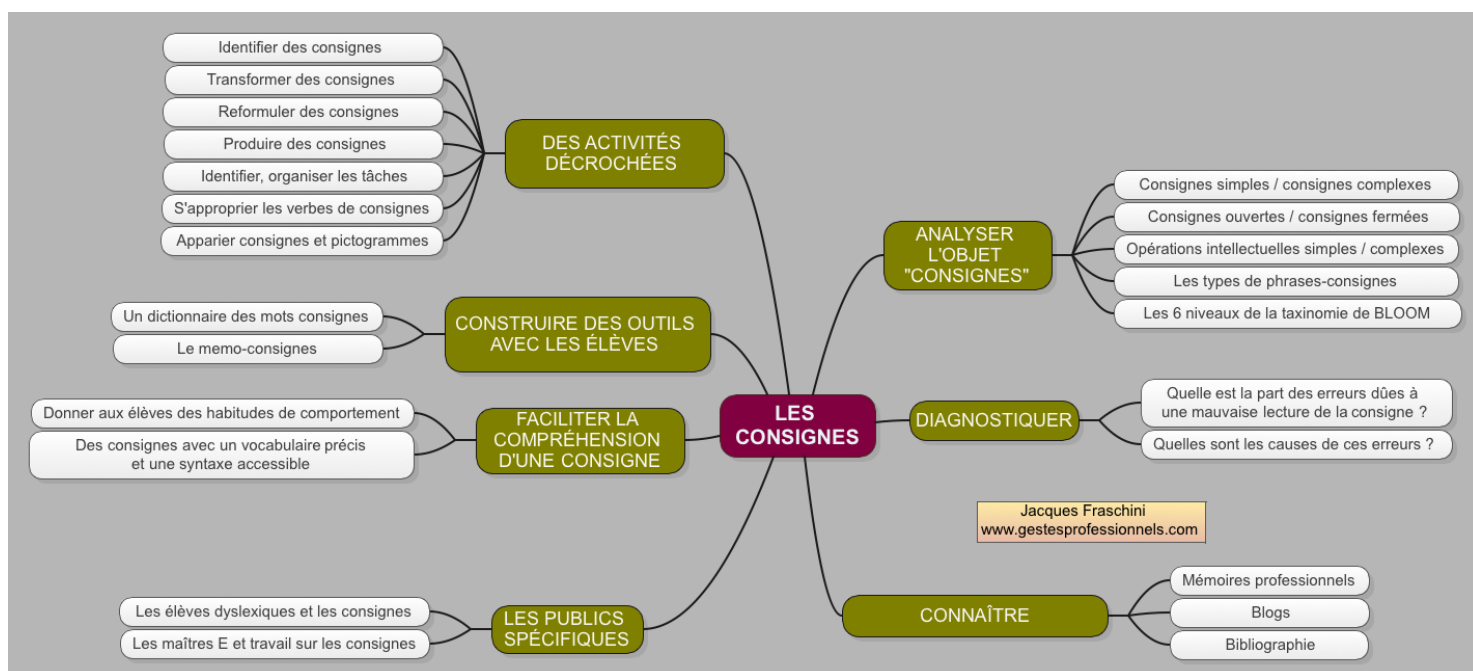 Identifier des consignes
Transformer des consignes
Reformuler des consignes
Produire des consignes
Identifier, organiser les tâches
S'approprier les verbes de consignes
Apparier consignes et pictogrammes
DES ACTIVITÉS
DÉCROCHÉES
Un dictionnaire des mots consignes
Le memo-consignes
CONSTRUIRE DES OUTILS
AVEC LES ÉLÈVES
Donner aux élèves des habitudes de comportement
Des consignes avec un vocabulaire précis
et une syntaxe accessible
FACILITER LA
COMPRÉHENSION
D'UNE CONSIGNE
Les élèves dyslexiques et les consignes
Les maîtres E et travail sur les consignes
LES PUBLICS
SPÉCIFIQUES
LES
CONSIGNES
ANALYSER
L'OBJET
"CONSIGNES"
Consignes simples / consignes complexes
Consignes ouvertes / consignes fermées
Opérations intellectuelles simples / complexes
Les types de phrases-consignes
Les 6 niveaux de la taxinomie de BLOOM
DIAGNOSTIQUER
Quelle est la part des erreurs dûes à
une mauvaise lecture de la consigne ?
Quelles sont les causes de ces erreurs ?
Jacques Fraschini
www.gestesprofessionnels.com
CONNAÎTRE
Mémoires professionnels
Blogs
Bibliographie